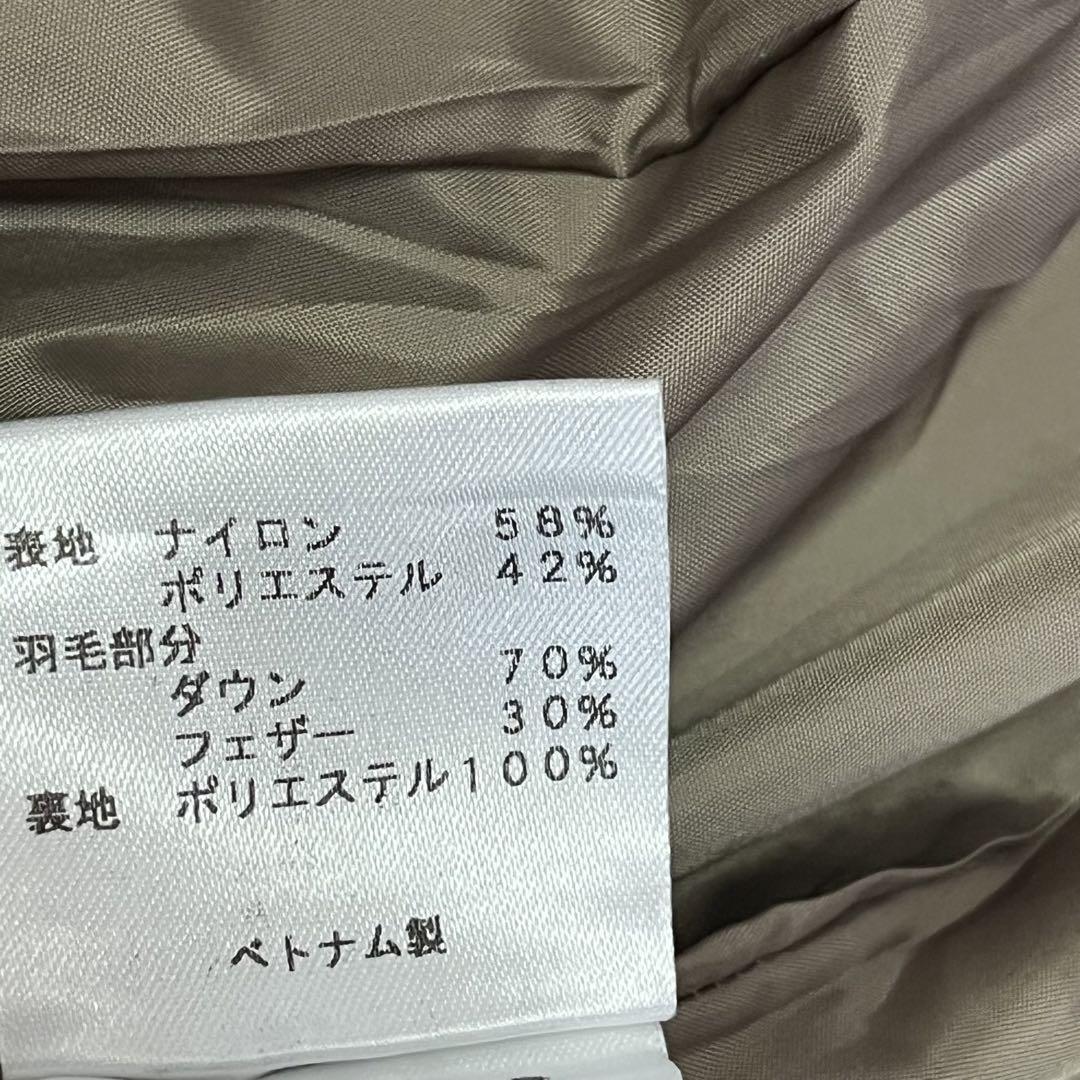 裏地 ナイロン 58%
ポリエステル 42%
羽毛部分
ダウン 70%
フェザー 30%
裏地 ポリエステル100%
ベトナム製